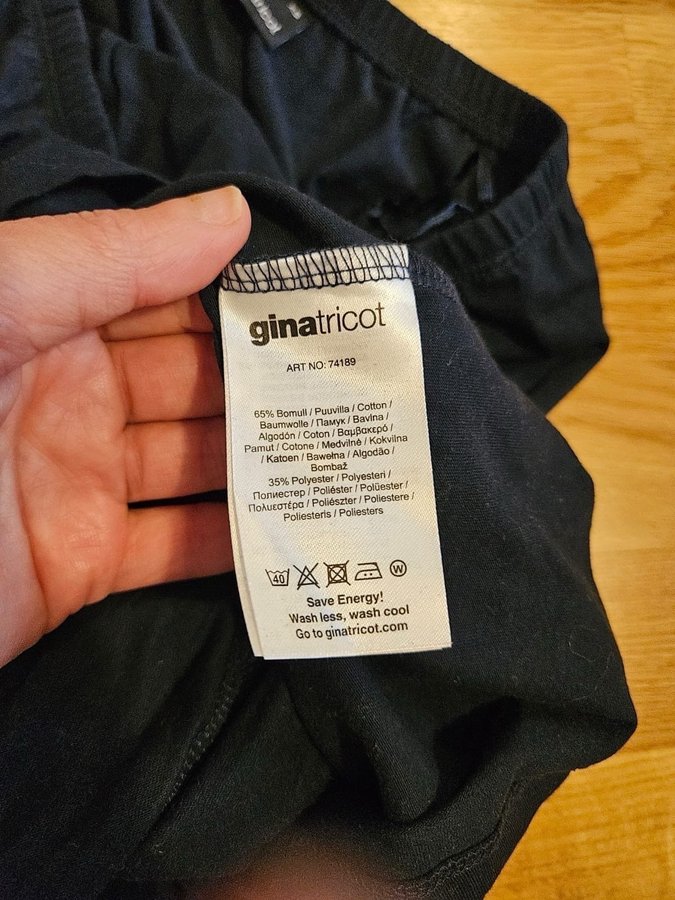 ginatricot
ART NO: 74189
65% Bomull / Puuvilla / Cotton /
Baumwolle / Памук / Bavlna /
Algodón / Coton / Βαμβακερό /
Pamut / Cotone / Medvilnė / Kokvilna
/ Katoen / Bawełna / Algodão /
Bombaž
35% Polyester / Polyesteri /
Полиестер / Poliéster / Polüester /
Πολυεστέρα / Poliészter / Poliestere /
Poliesteris / Poliesters
40 W
Save Energy!
Wash less, wash cool
Go to ginatricot.com